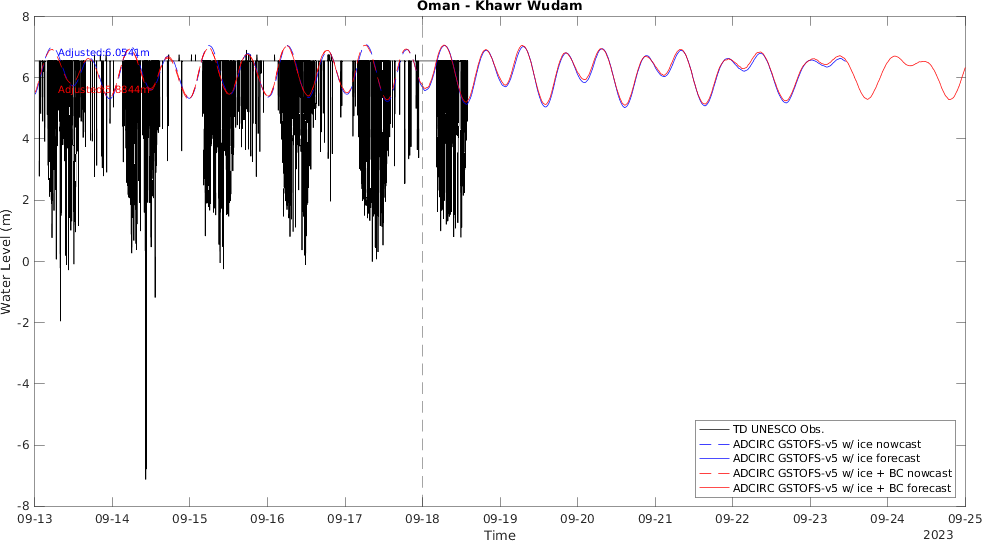 Oman - Khawr Wudam
8
6
4
2
0
-2
-4
-6
-8
Water Level (m)
Adjusted:6.0541m
TD UNESCO Obs.
ADCIRC GSTOFS-v5 w/ ice nowcast
ADCIRC GSTOFS-v5 w/ ice forecast
ADCIRC GSTOFS-v5 w/ ice + BC nowcast
ADCIRC GSTOFS-v5 w/ ice + BC forecast
09-13 09-14 09-15 09-16 09-17 09-18 09-19 09-20 09-21 09-22 09-23 09-24 09-25
Time
2023